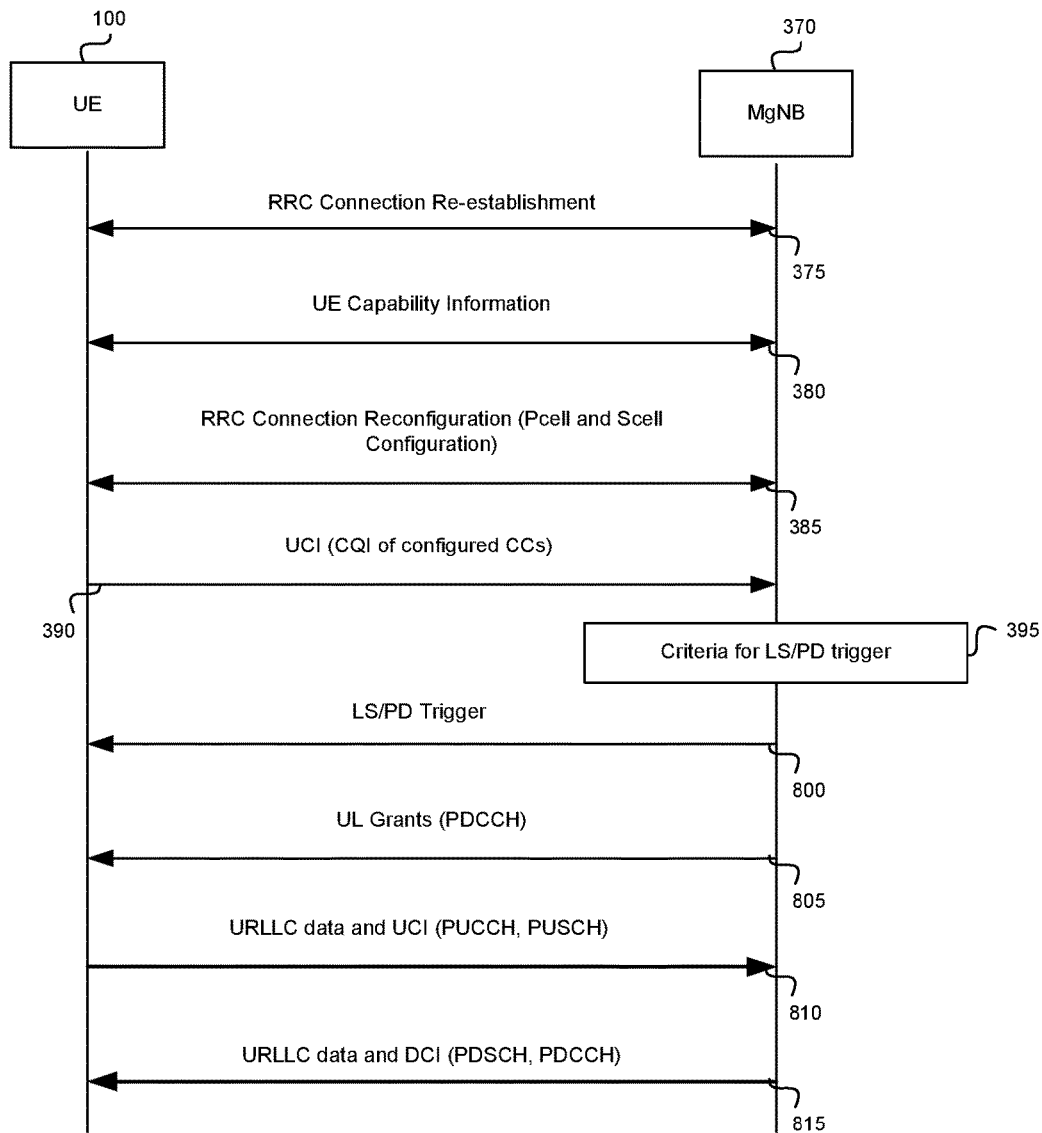 100
370
UE
MgNB
RRC Connection Re-establishment
375
UE Capability Information
380
RRC Connection Reconfiguration (Pcell and Scell
Configuration)
385
UCI (CQI of configured CCs)
390
395
Criteria for LS/PD trigger
LS/PD Trigger
800
UL Grants (PDCCH)
805
URLLC data and UCI (PUCCH, PUSCH)
810
URLLC data and DCI (PDSCH, PDCCH)
815